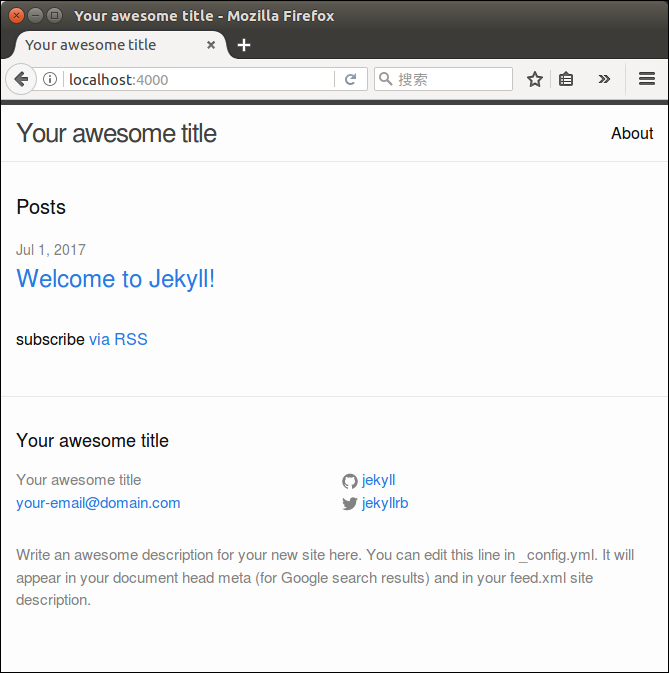 Your awesome title - Mozilla Firefox
Your awesome title
localhost:4000
搜索
Your awesome title
About
Posts
Jul 1, 2017
Welcome to Jekyll!
subscribe via RSS
Your awesome title
Your awesome title
your-email@domain.com
jekyll
jekyllrb
Write an awesome description for your new site here. You can edit this line in _config.yml. It will
appear in your document head meta (for Google search results) and in your feed.xml site
description.